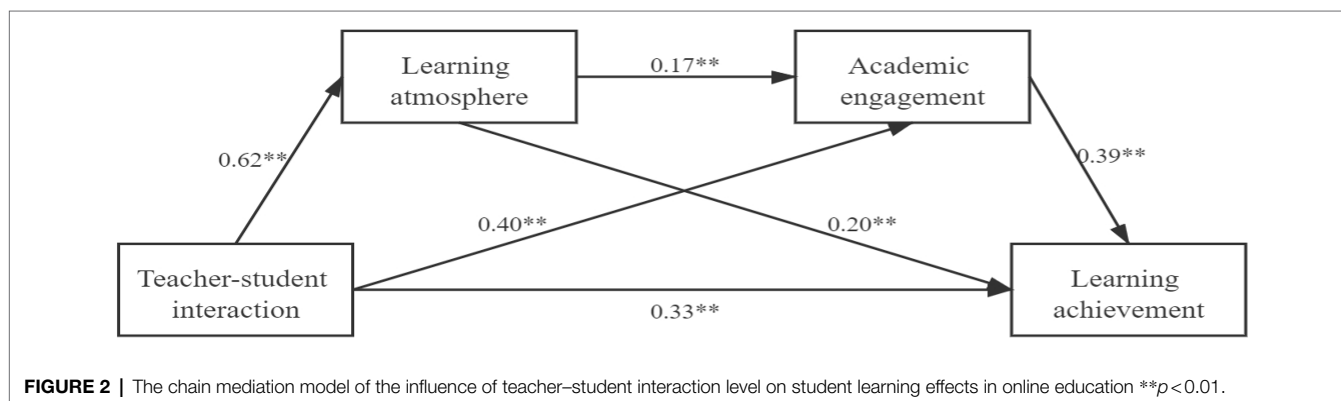 Learning
atmosphere
0.17**
Academic
engagement
0.62**
0.39**
0.40**
0.20**
Teacher-student
interaction
0.33**
Learning
achievement
FIGURE 2 | The chain mediation model of the influence of teacher–student interaction level on student learning effects in online education **p<0.01.